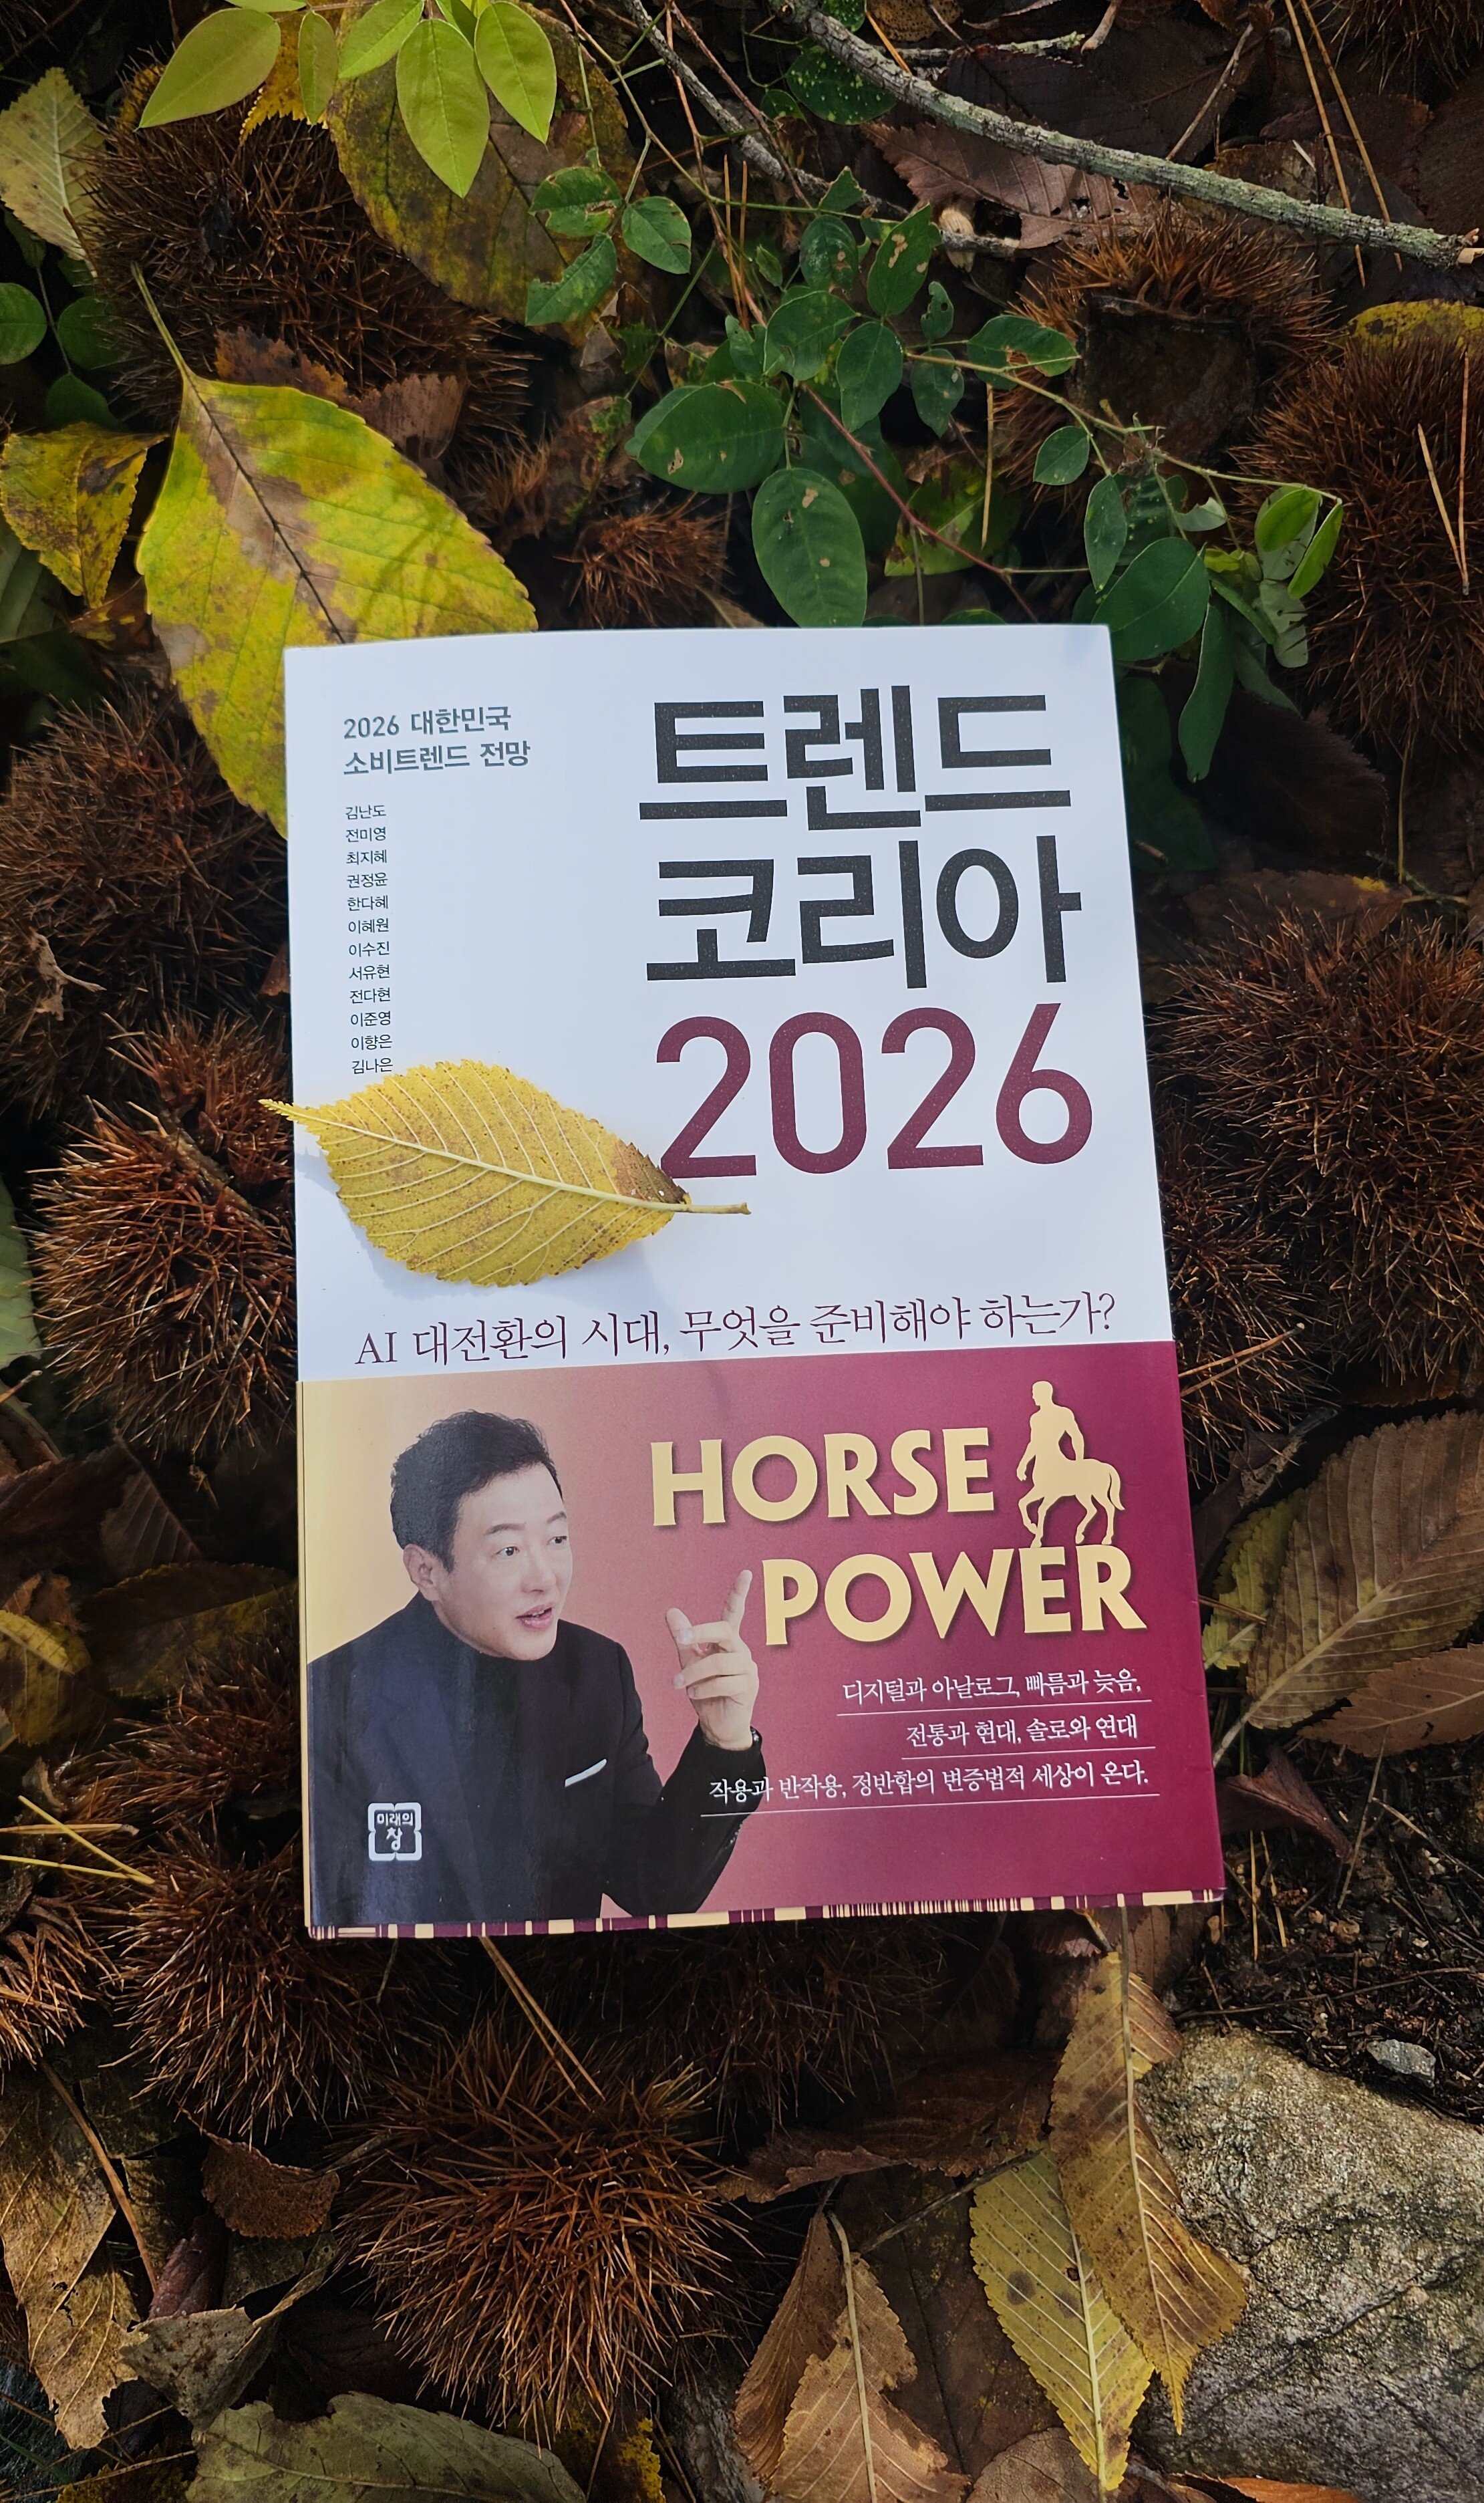 2026 대한민국
소비트렌드 전망
김난도
전미영
최지혜
권정윤
한다혜
이혜원
이수진
서유현
전다현
이준영
이향은
김나은
트렌드
코리아
2026
AI 대전환의 시대, 무엇을 준비해야 하는가?
HORSE
POWER
디지털과 아날로그, 빠름과 늦음,
전통과 현대, 솔로와 연대
작용과 반작용, 정반합의 변증법적 세상이 온다.
미래의
창